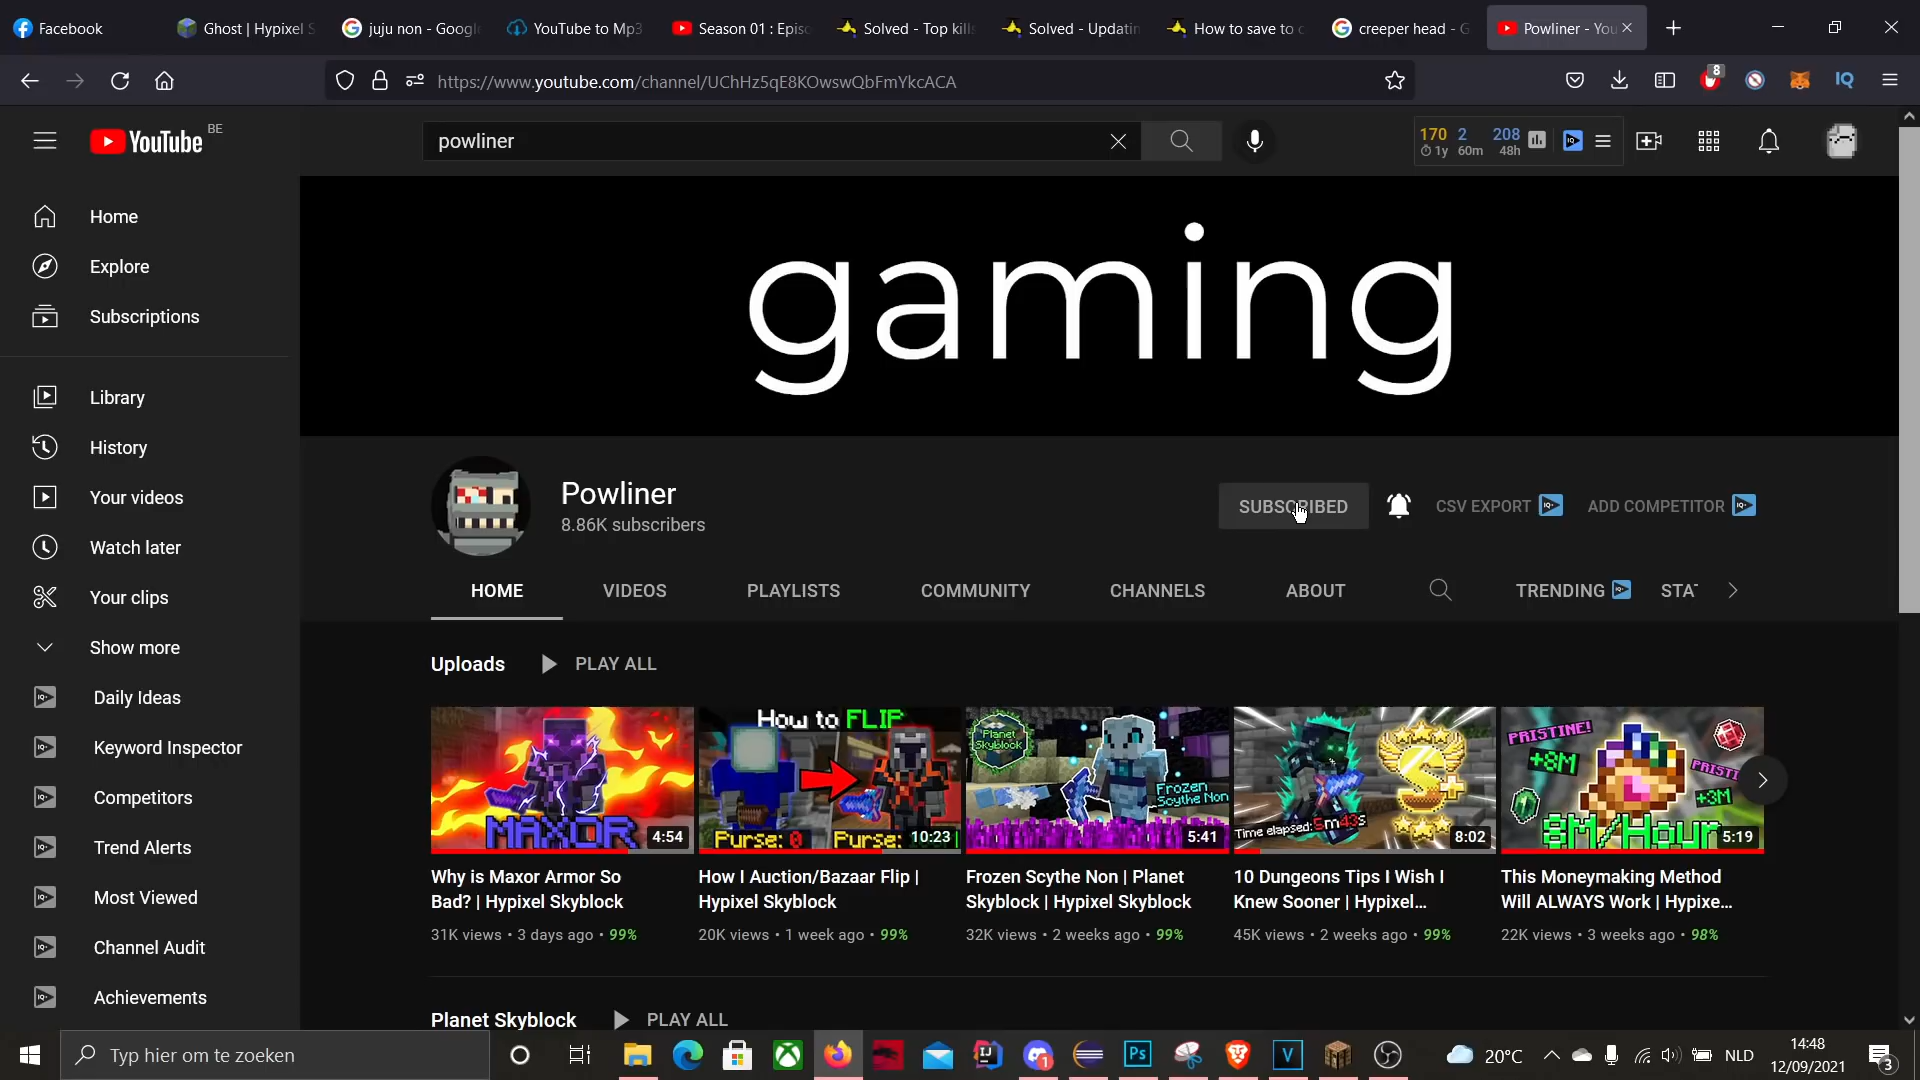 Facebook
Ghost | Hypixel S
juju non - Googl
YouTube to Mp3
Season 01 : Epis
Solved - Top kill
Solved - Updatin
How to save to c
creeper head - G
Powliner - You
https://www.youtube.com/channel/UChHz5qE8KOwswQbFmYkcACA
8
IQ
YouTube BE
powliner
170 2 208
1y 60m 48h
Home
Explore
Subscriptions
Library
History
Your videos
Watch later
Your clips
Show more
Daily Ideas
Keyword Inspector
Competitors
Trend Alerts
Most Viewed
Channel Audit
Achievements
gaming
Powliner
8.86K subscribers
SUBSCRIBED
CSV EXPORT
ADD COMPETITOR
HOME
VIDEOS
PLAYLISTS
COMMUNITY
CHANNELS
ABOUT
TRENDING
STAT
Uploads
PLAY ALL
MAXOR
4:54
Why is Maxor Armor So
Bad? | Hypixel Skyblock
31K views • 3 days ago • 99%
How to FLIP
Purse: 0
Purse:
10:23
How I Auction/Bazaar Flip |
Hypixel Skyblock
20K views • 1 week ago • 99%
Planet
Skyblock
Frozen
Scythe Non
5:41
Frozen Scythe Non | Planet
Skyblock | Hypixel Skyblock
32K views • 2 weeks ago • 99%
S+
Time elapsed: 5m 43s
8:02
10 Dungeons Tips I Wish I
Knew Sooner | Hypixel...
45K views • 2 weeks ago • 99%
PRISTINE!
+8M
PRISTI
+3M
8M/Hour
5:19
This Moneymaking Method
Will ALWAYS Work | Hypixe...
22K views • 3 weeks ago • 98%
Planet Skyblock
PLAY ALL
Typ hier om te zoeken
IJ
1
Ps
V
20°C
NLD
14:48
12/09/2021
3